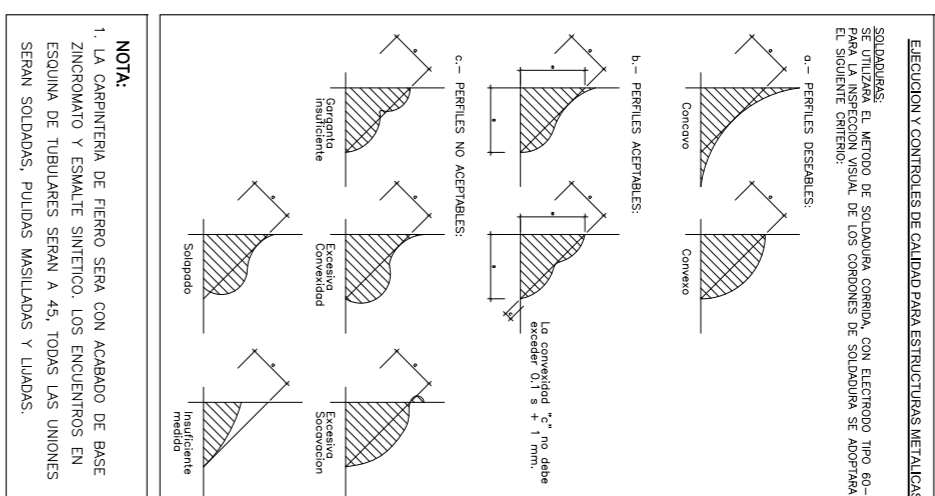 EJECUCION Y CONTROLES DE CALIDAD PARA ESTRUCTURAS METALICAS
SOLDADURAS:
SE UTILIZARA EL METODO DE SOLDADURA CORRIDA, CON ELECTRODO TIPO 60-
PARA LA INSPECCION VISUAL DE LOS CORDONES DE SOLDADURA SE ADOPTARA
EL SIGUIENTE CRITERIO:
a.- PERFILES DESEABLES:
Concavo
Convexo
b.- PERFILES ACEPTABLES:
La convexidad "c" no debe
exceder 0.1 s + 1 mm.
c.- PERFILES NO ACEPTABLES:
Garganta
insuficiente
Excesiva
Convexidad
Excesiva
Socavacion
Solapado
Insuficiente
medida
NOTA:
1. LA CARPINTERIA DE FIERRO SERA CON ACABADO DE BASE
ZINCROMATO Y ESMALTE SINTETICO. LOS ENCUENTROS EN
ESQUINA DE TUBULARES SERAN A 45, TODAS LAS UNIONES
SERAN SOLDADAS, PULIDAS MASILLADAS Y LIJADAS.